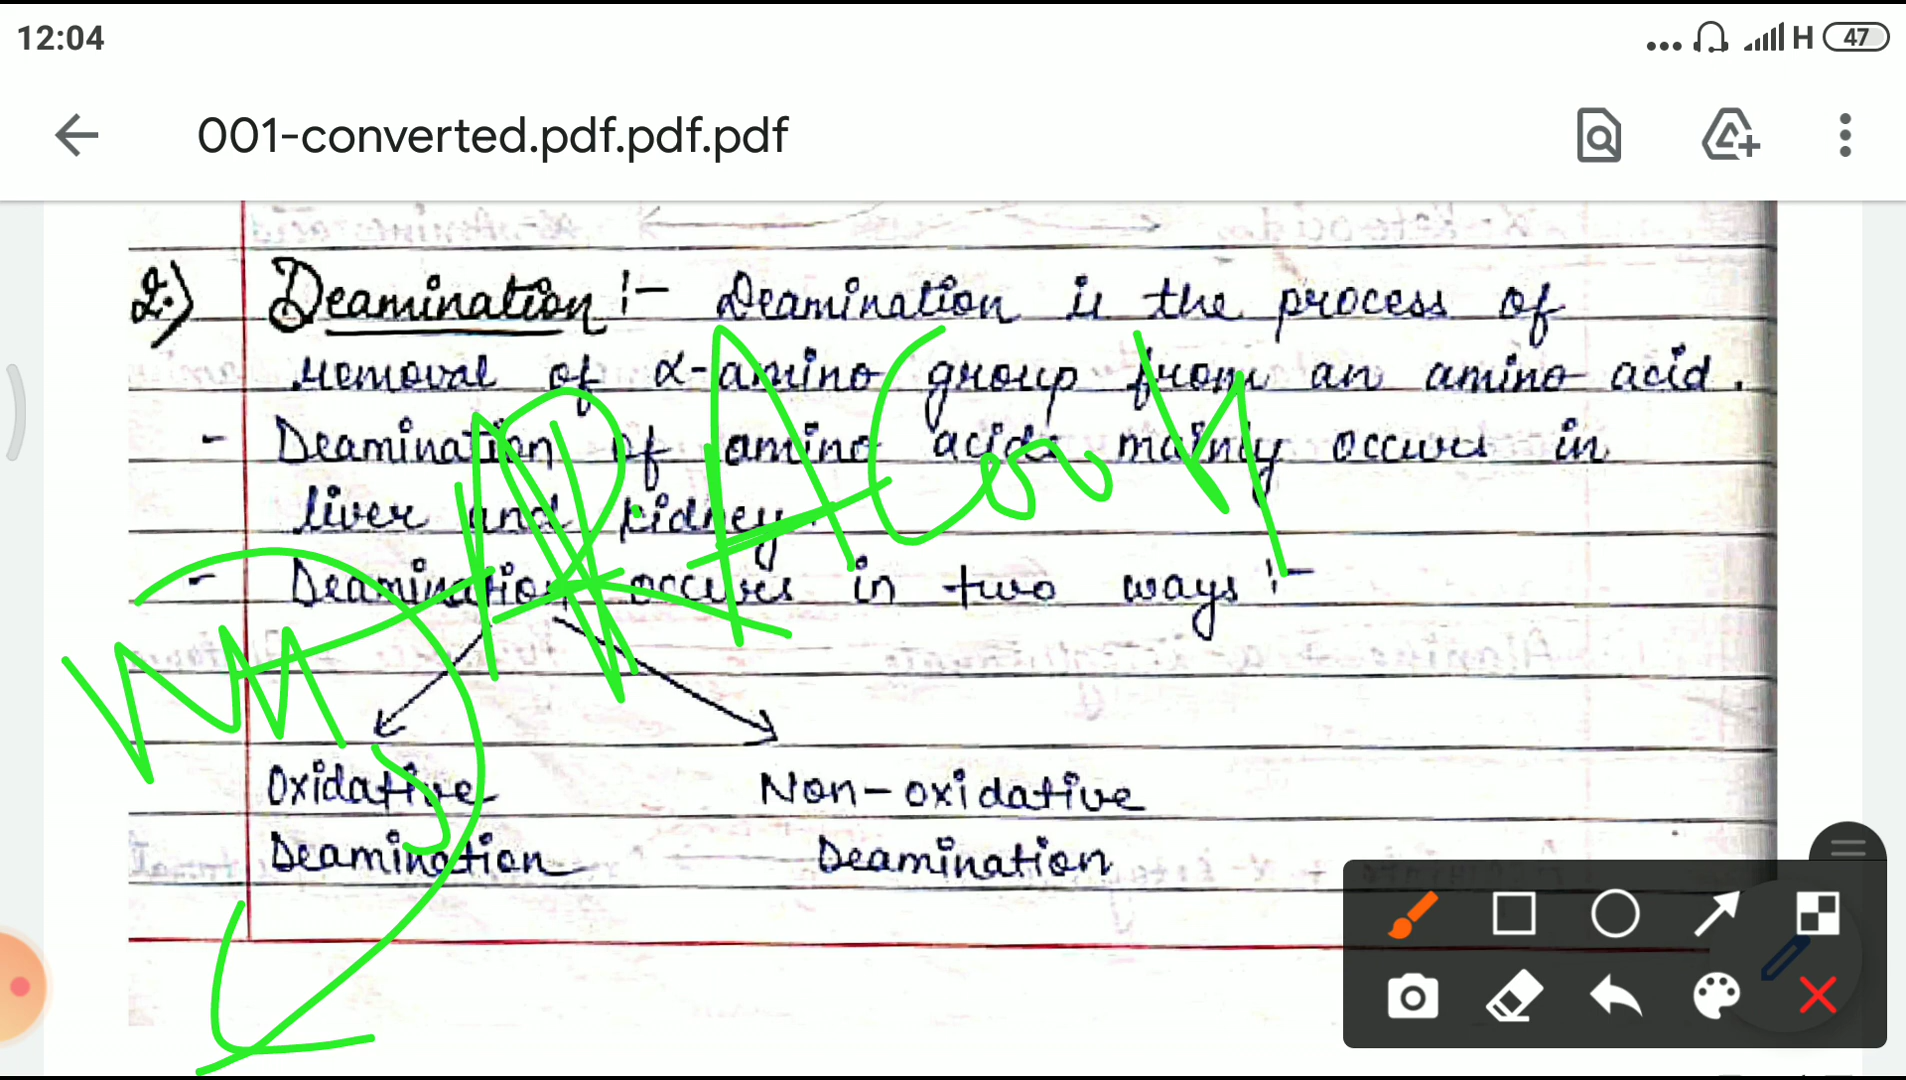 12:04
H 47
001-converted.pdf.pdf.pdf
2.) Deamination :- Deamination is the process of
removal of α-amino group from an amino acid.
- Deamination of amino acids mainly occurs in
liver and kidney.
- Deamination occurs in two ways :-
Oxidative Non-oxidative
Deamination Deamination